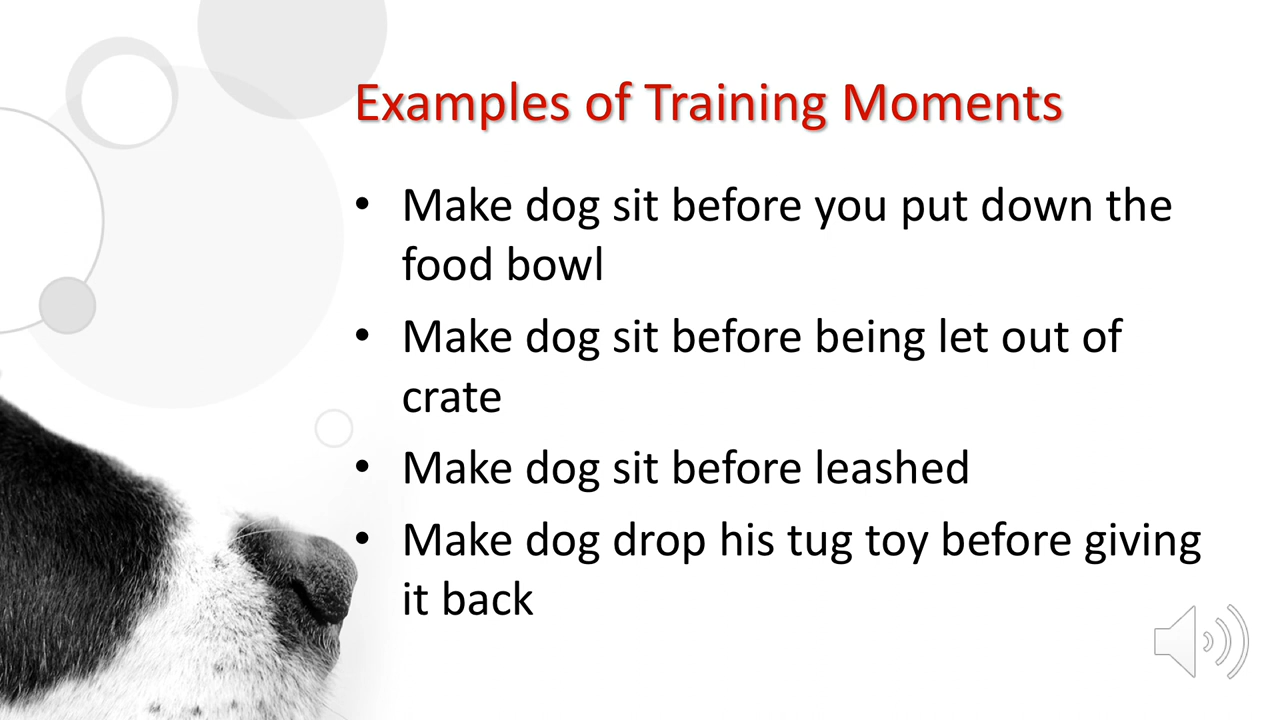 Examples of Training Moments
• Make dog sit before you put down the
food bowl
• Make dog sit before being let out of
crate
• Make dog sit before leashed
• Make dog drop his tug toy before giving
it back